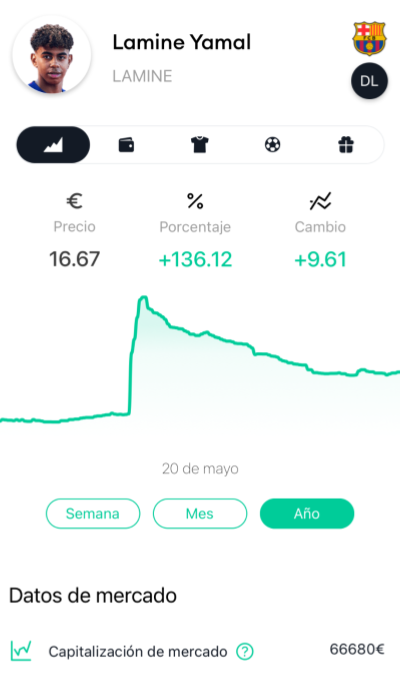 Lamine Yamal
LAMINE
DL
€ %
Precio Porcentaje Cambio
16.67 +136.12 +9.61
20 de mayo
Semana Mes Año
Datos de mercado
Capitalización de mercado ? 66680€